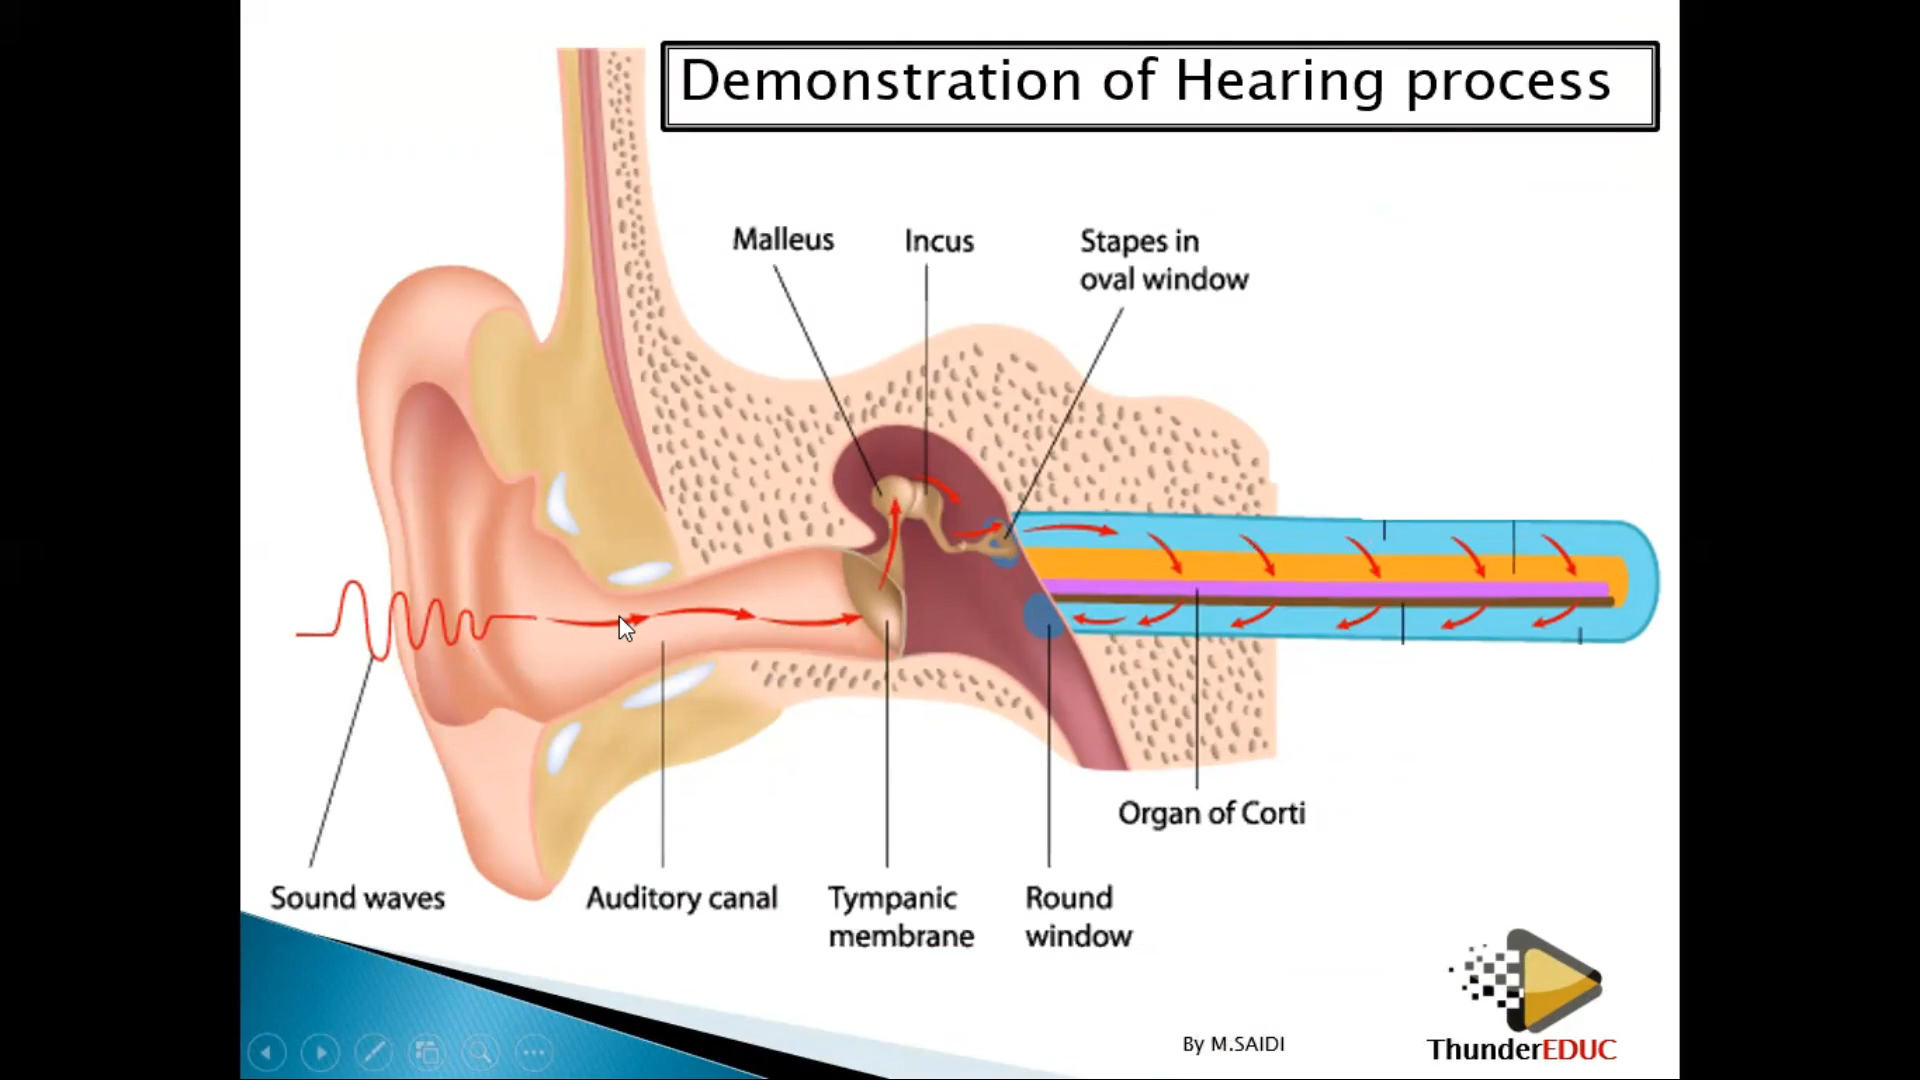 Demonstration of Hearing process
Malleus
Incus
Stapes in
oval window
Organ of Corti
Sound waves
Auditory canal
Tympanic
membrane
Round
window
By M.SAIDI
ThunderEDUC